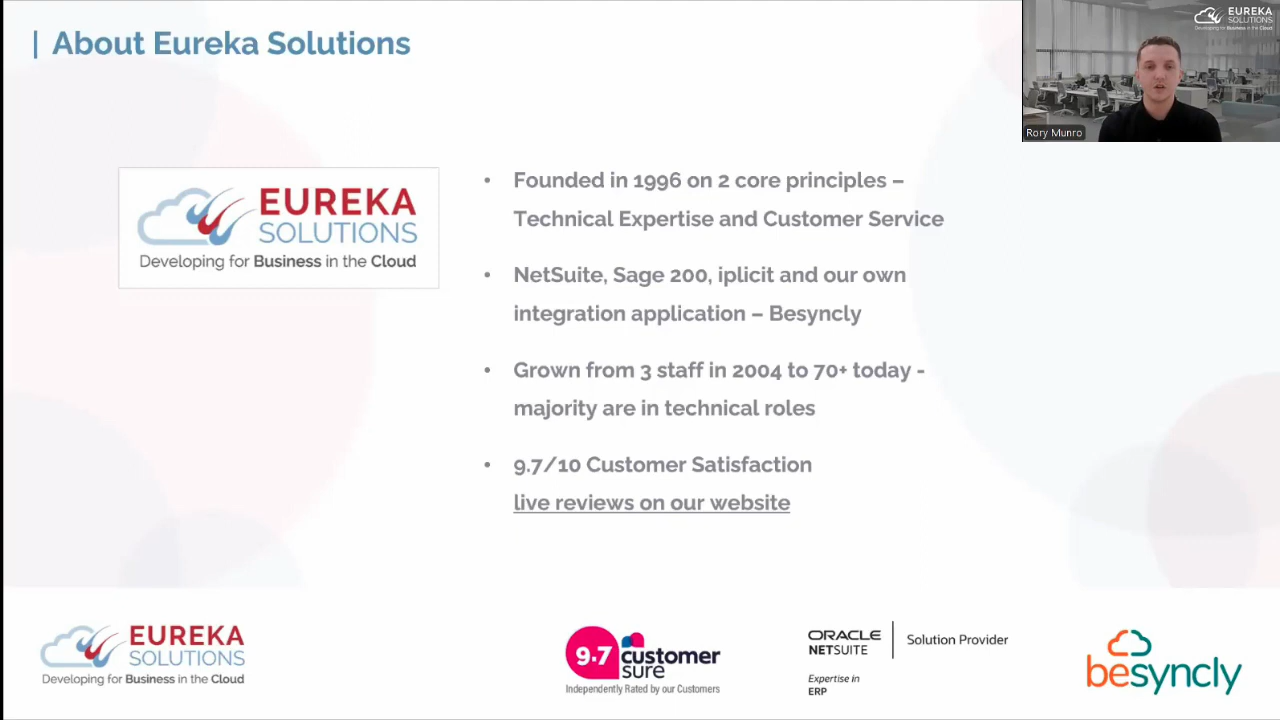 | About Eureka Solutions
EUREKA
SOLUTIONS
Developing for Business in the Cloud
Rory Munro
EUREKA
SOLUTIONS
Developing for Business in the Cloud
• Founded in 1996 on 2 core principles –
Technical Expertise and Customer Service
• NetSuite, Sage 200, iplicit and our own
integration application – Besyncly
• Grown from 3 staff in 2004 to 70+ today -
majority are in technical roles
• 9.7/10 Customer Satisfaction
live reviews on our website
EUREKA
SOLUTIONS
Developing for Business in the Cloud
9.7 customer
sure
Independently Rated by our Customers
ORACLE
NETSUITE
Solution Provider
Expertise in
ERP
besyncly